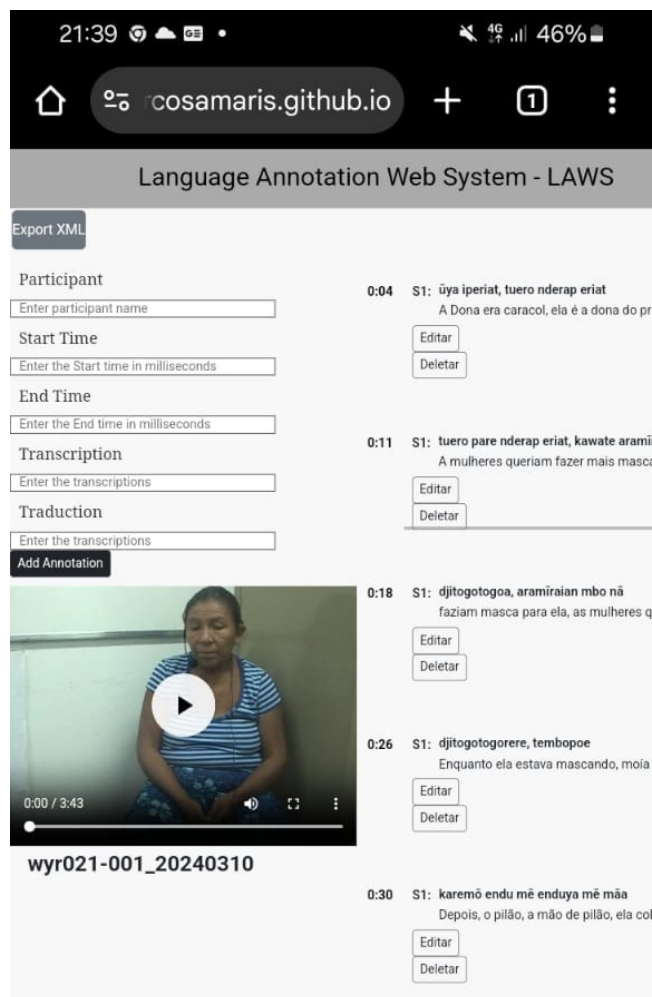 21:39
4G 46%
rcosamaris.github.io
1
Language Annotation Web System - LAWS
Export XML
Participant
Enter participant name
Start Time
Enter the Start time in milliseconds
End Time
Enter the End time in milliseconds
Transcription
Enter the transcriptions
Traduction
Enter the transcriptions
Add Annotation
0:00 / 3:43
wyr021-001_20240310
0:04 S1: ũya iperiat, tuero nderap eriat
A Dona era caracol, ela é a dona do pr
Editar
Deletar
0:11 S1: tuero pare nderap eriat, kawate aramĩ
A mulheres queriam fazer mais masca
Editar
Deletar
0:18 S1: djitogotogoa, aramĩraian mbo nã
faziam masca para ela, as mulheres q
Editar
Deletar
0:26 S1: djitogotogorere, tembopoe
Enquanto ela estava mascando, moía
Editar
Deletar
0:30 S1: karemõ endu mẽ enduya mẽ mãa
Depois, o pilão, a mão de pilão, ela col
Editar
Deletar